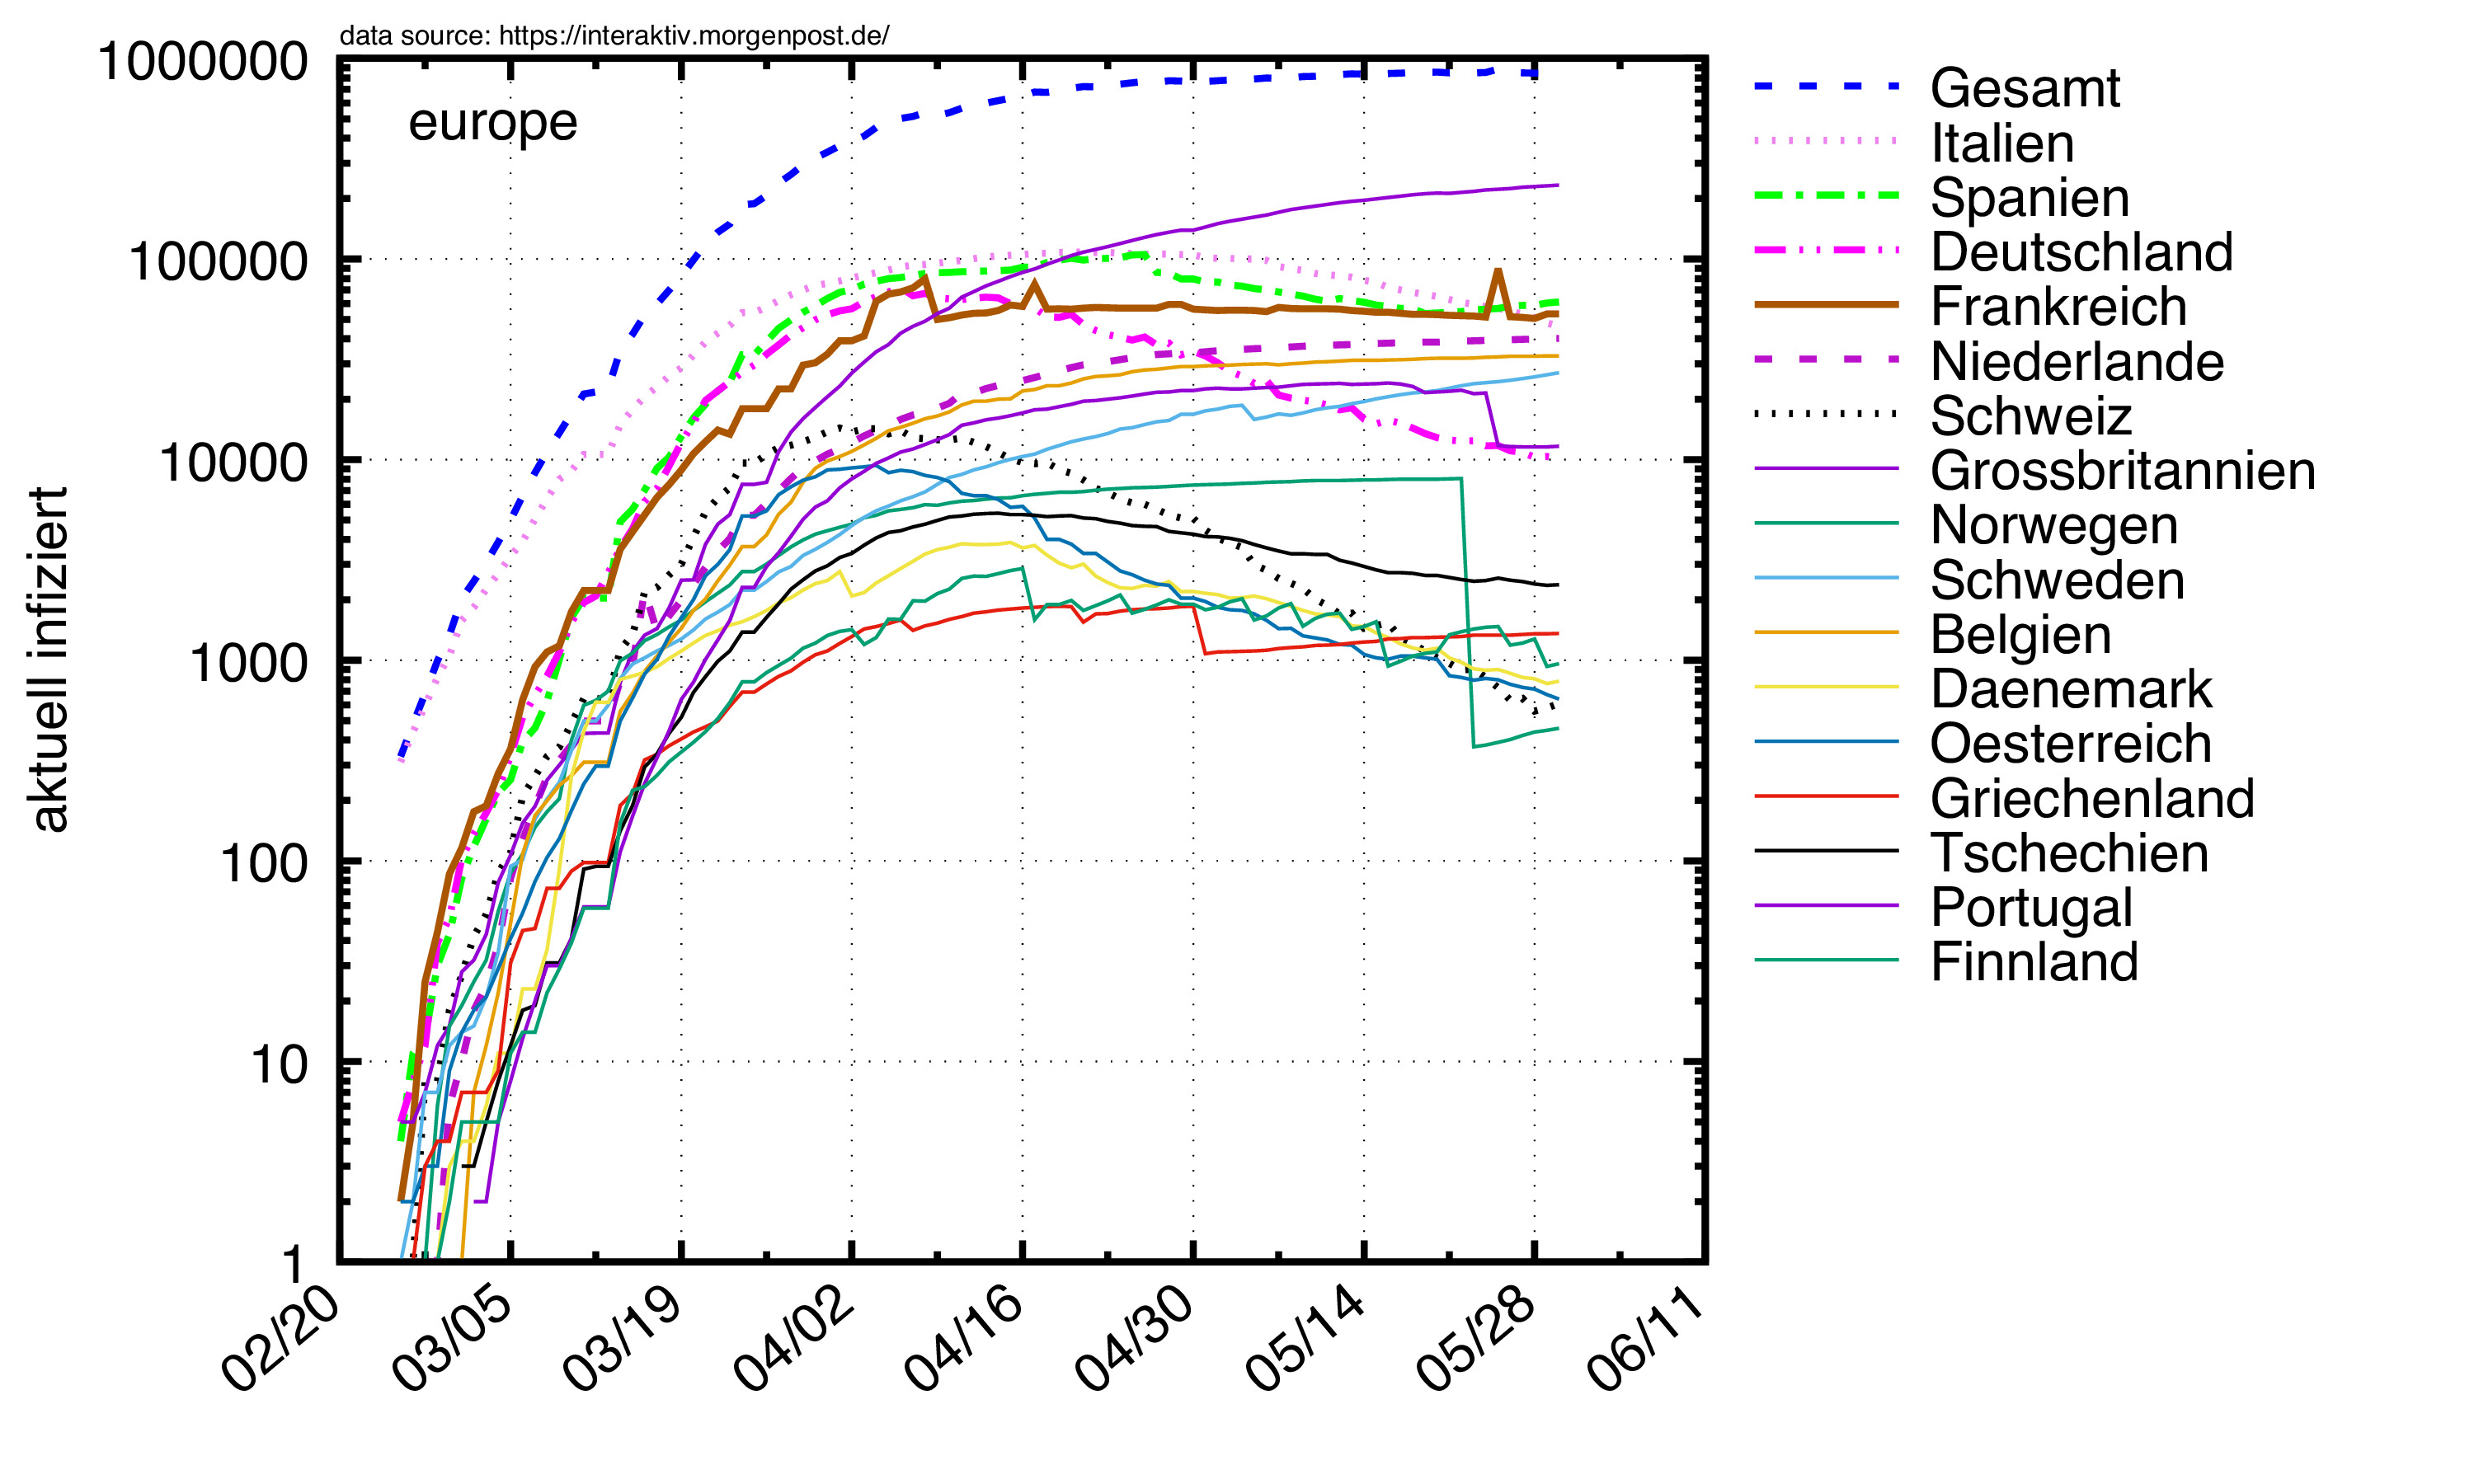 data source: https://interaktiv.morgenpost.de/
europe
aktuell infiziert
1000000
100000
10000
1000
100
10
1
02/20
03/05
03/19
04/02
04/16
04/30
05/14
05/28
06/11
Gesamt
Italien
Spanien
Deutschland
Frankreich
Niederlande
Schweiz
Grossbritannien
Norwegen
Schweden
Belgien
Daenemark
Oesterreich
Griechenland
Tschechien
Portugal
Finnland